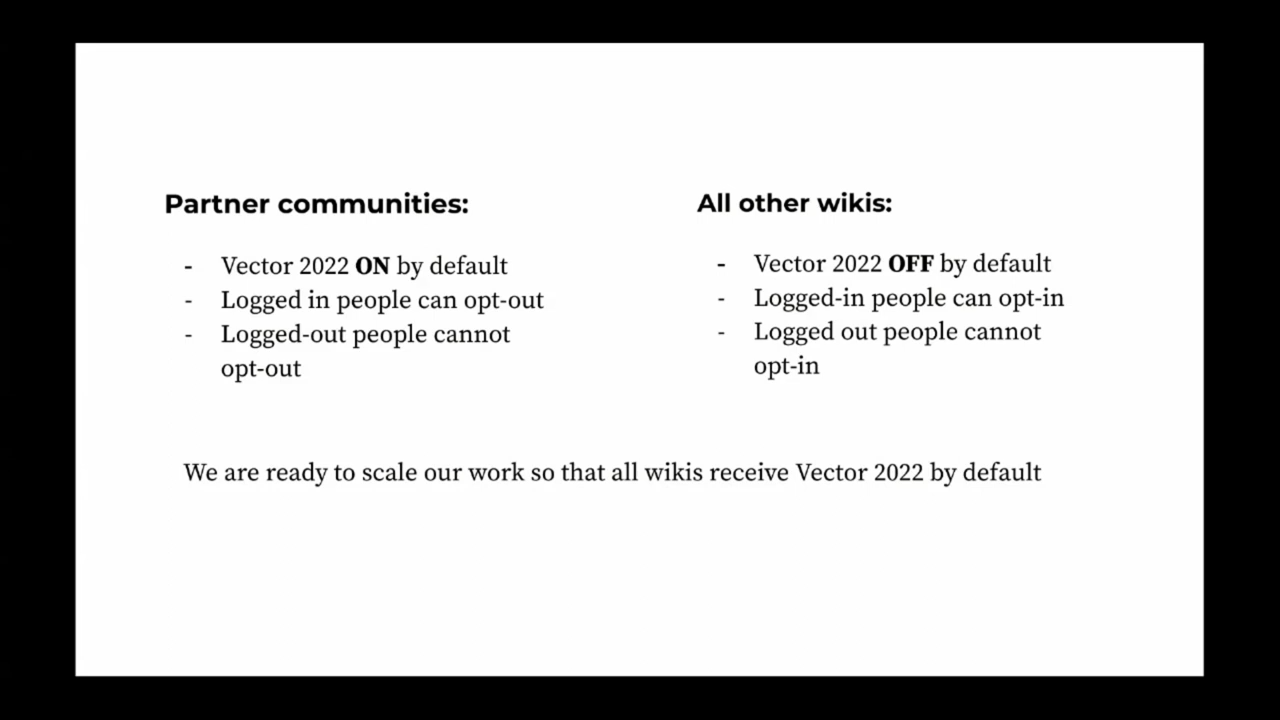 Partner communities:
- Vector 2022 ON by default
- Logged in people can opt-out
- Logged-out people cannot
opt-out
All other wikis:
- Vector 2022 OFF by default
- Logged-in people can opt-in
- Logged out people cannot
opt-in
We are ready to scale our work so that all wikis receive Vector 2022 by default